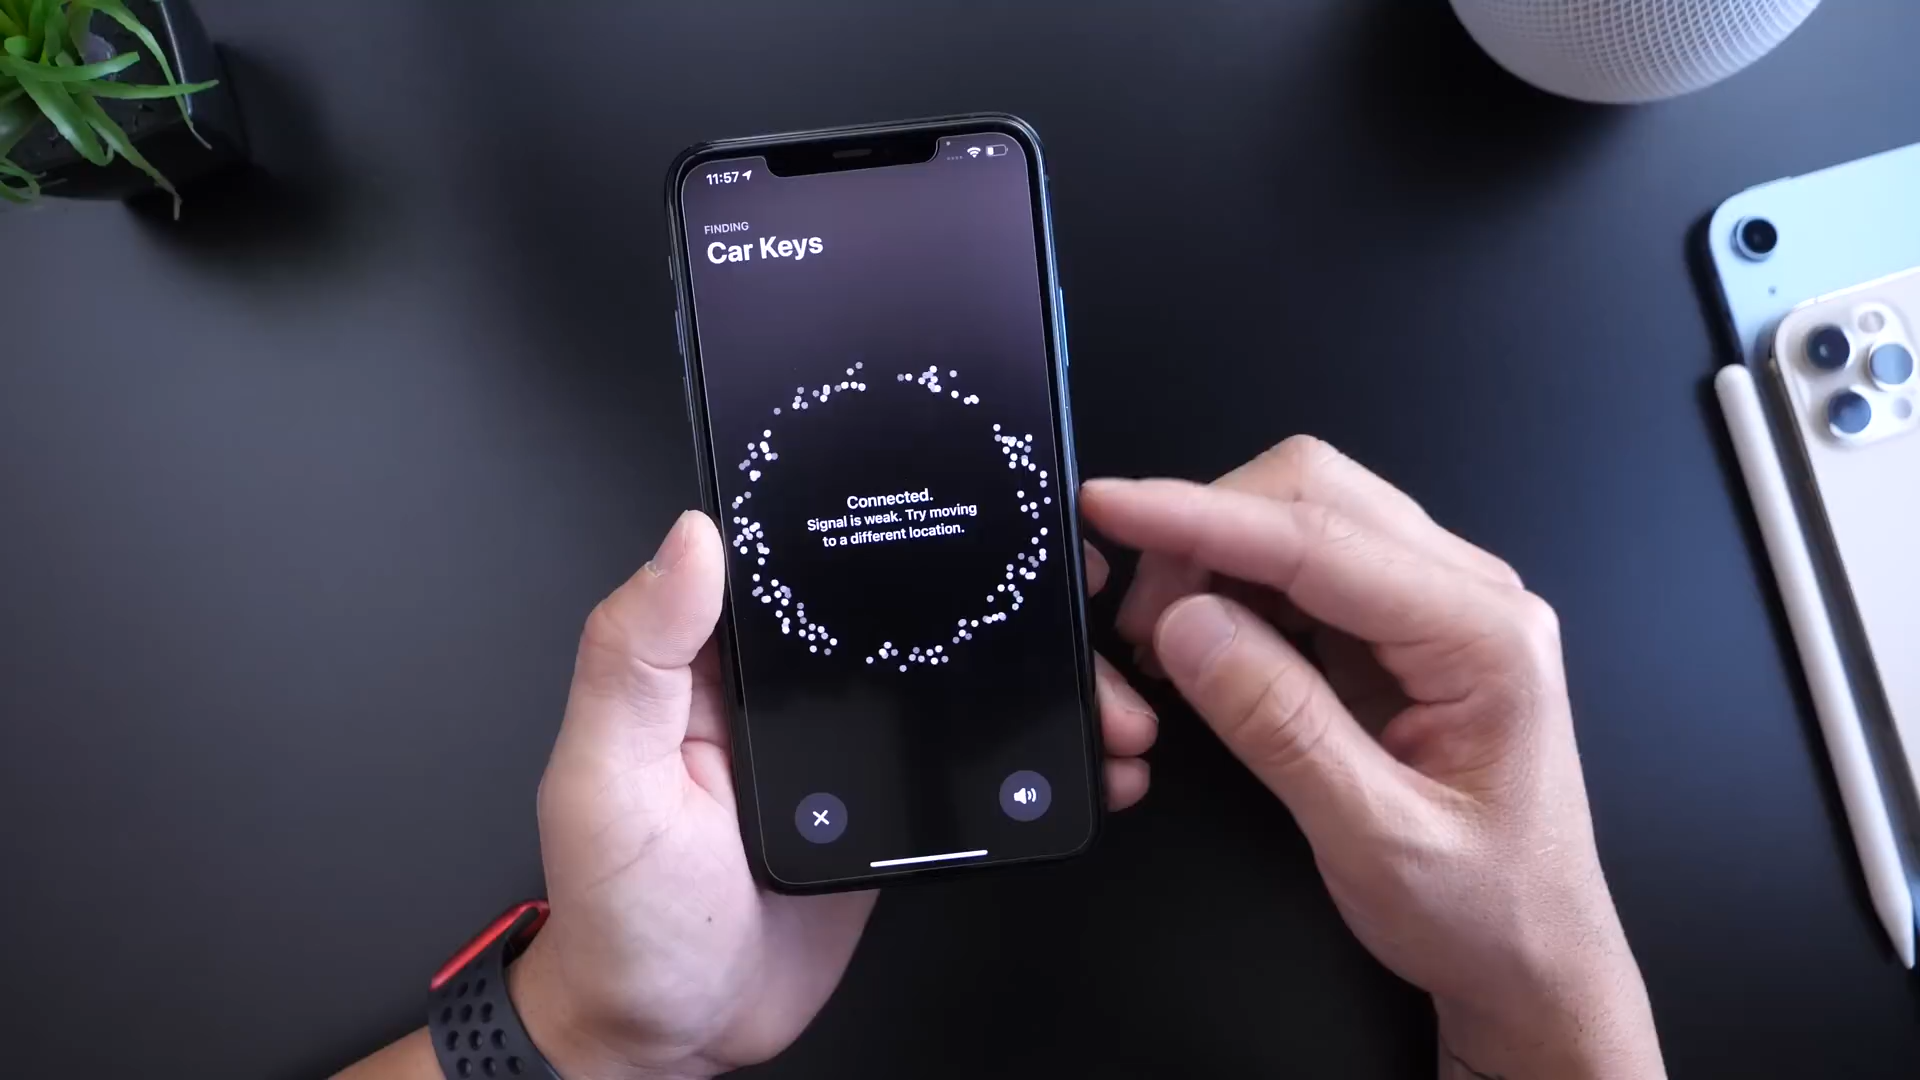 11:57
FINDING
Car Keys
Connected.
Signal is weak. Try moving
to a different location.